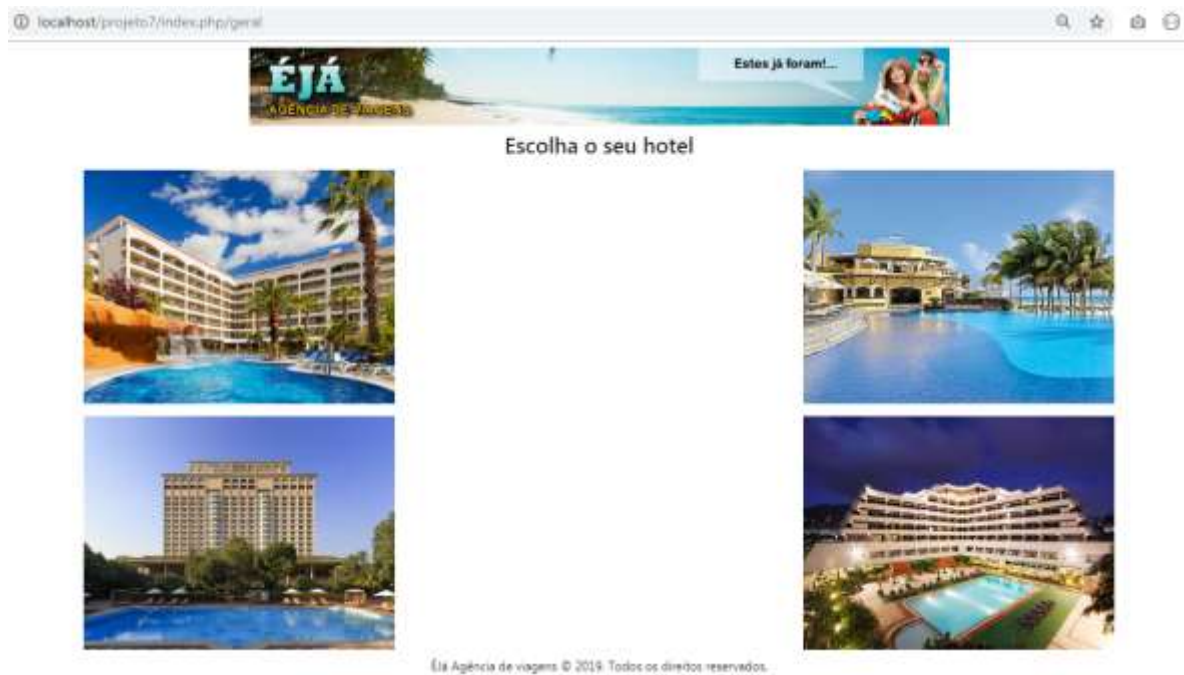 localhost/projeto7/index.php/geral
ÉJÁ
AGÊNCIA DE VIAGENS
Estes já foram!...
Escolha o seu hotel
Éjá Agência de viagens © 2019. Todos os direitos reservados.